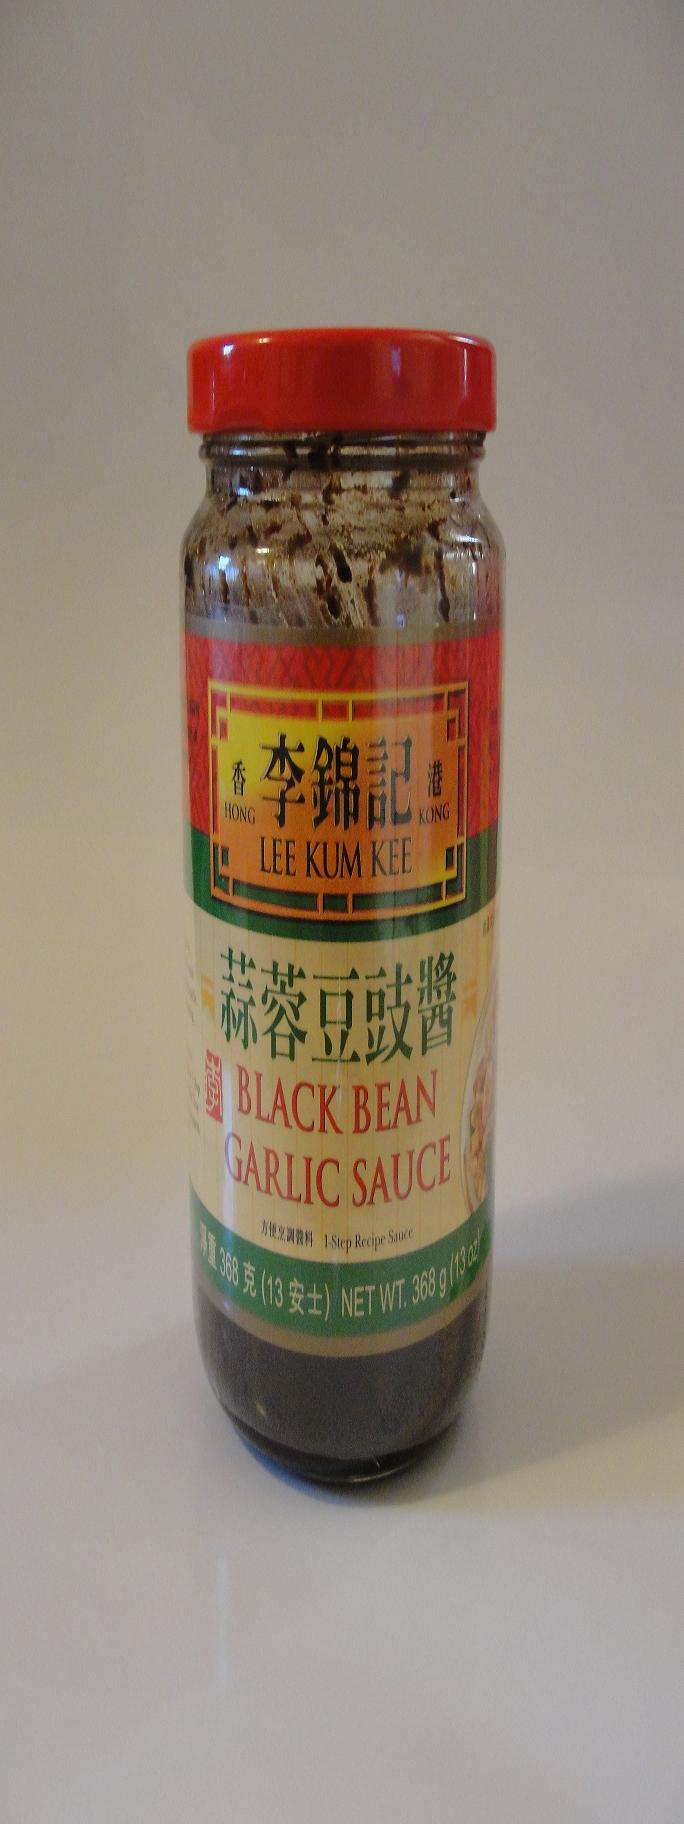 香 李錦記 港
HONG KONG
LEE KUM KEE
蒜蓉豆豉醬
BLACK BEAN
GARLIC SAUCE
方便烹調醬料 1-Step Recipe Sauce
淨重 368 克 (13 安士) NET WT. 368 g (13 oz)